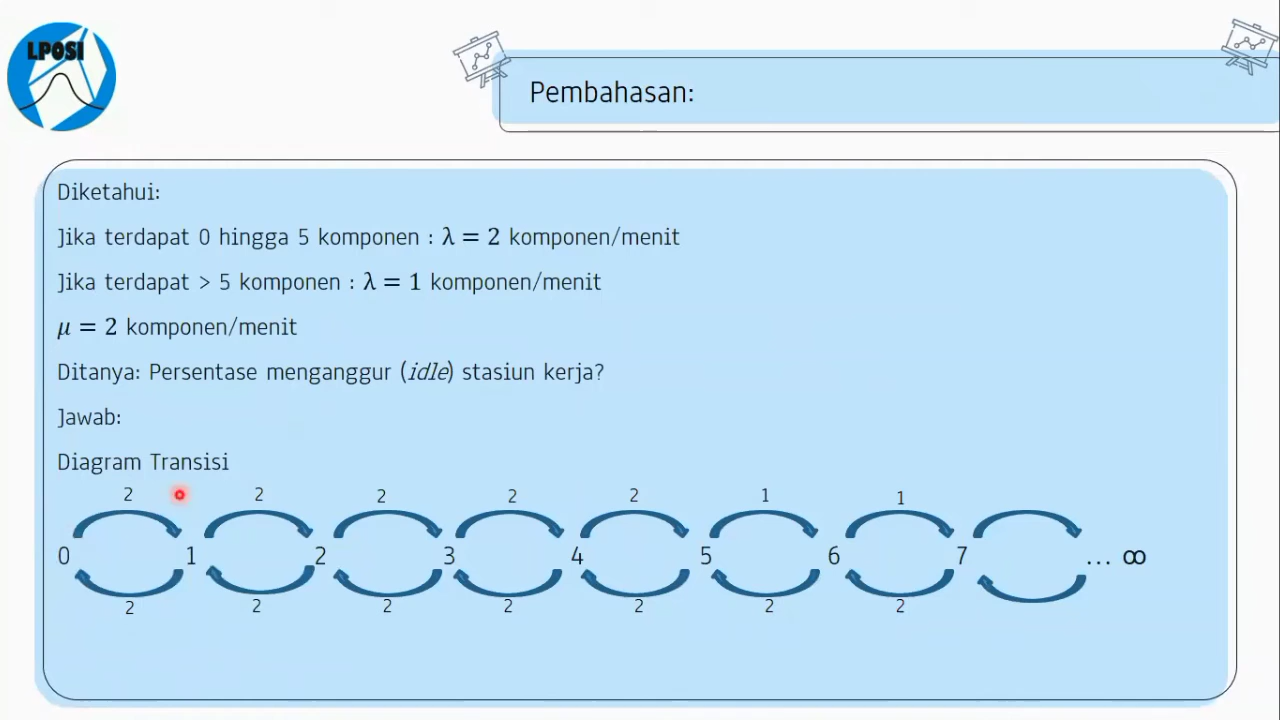 LPOSI
Pembahasan:
Diketahui:
Jika terdapat 0 hingga 5 komponen : λ = 2 komponen/menit
Jika terdapat > 5 komponen : λ = 1 komponen/menit
μ = 2 komponen/menit
Ditanya: Persentase menganggur (idle) stasiun kerja?
Jawab:
Diagram Transisi
2 2 2 2 2 1 1
0 1 2 3 4 5 6 7 ... ∞
2 2 2 2 2 2 2